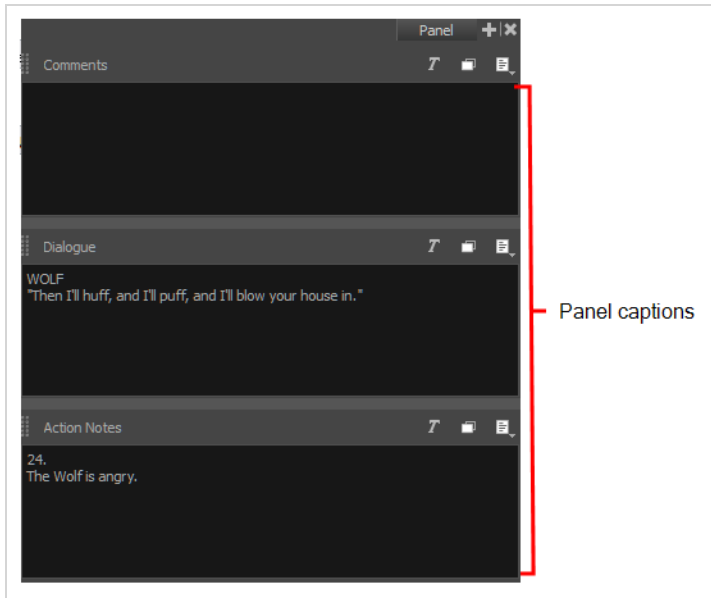 Panel
Comments
Dialogue
WOLF
"Then I'll huff, and I'll puff, and I'll blow your house in."
Panel captions
Action Notes
24.
The Wolf is angry.